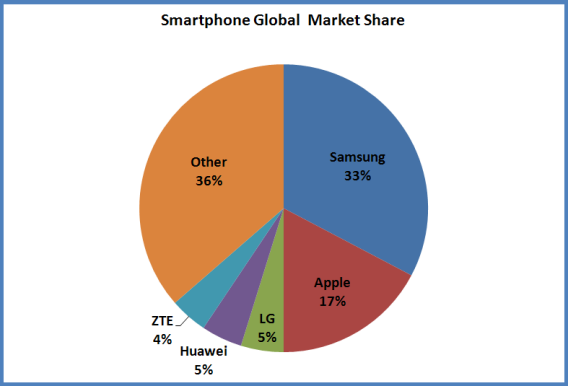 Smartphone Global Market Share
Samsung
33%
Apple
17%
LG
5%
Huawei
5%
ZTE
4%
Other
36%